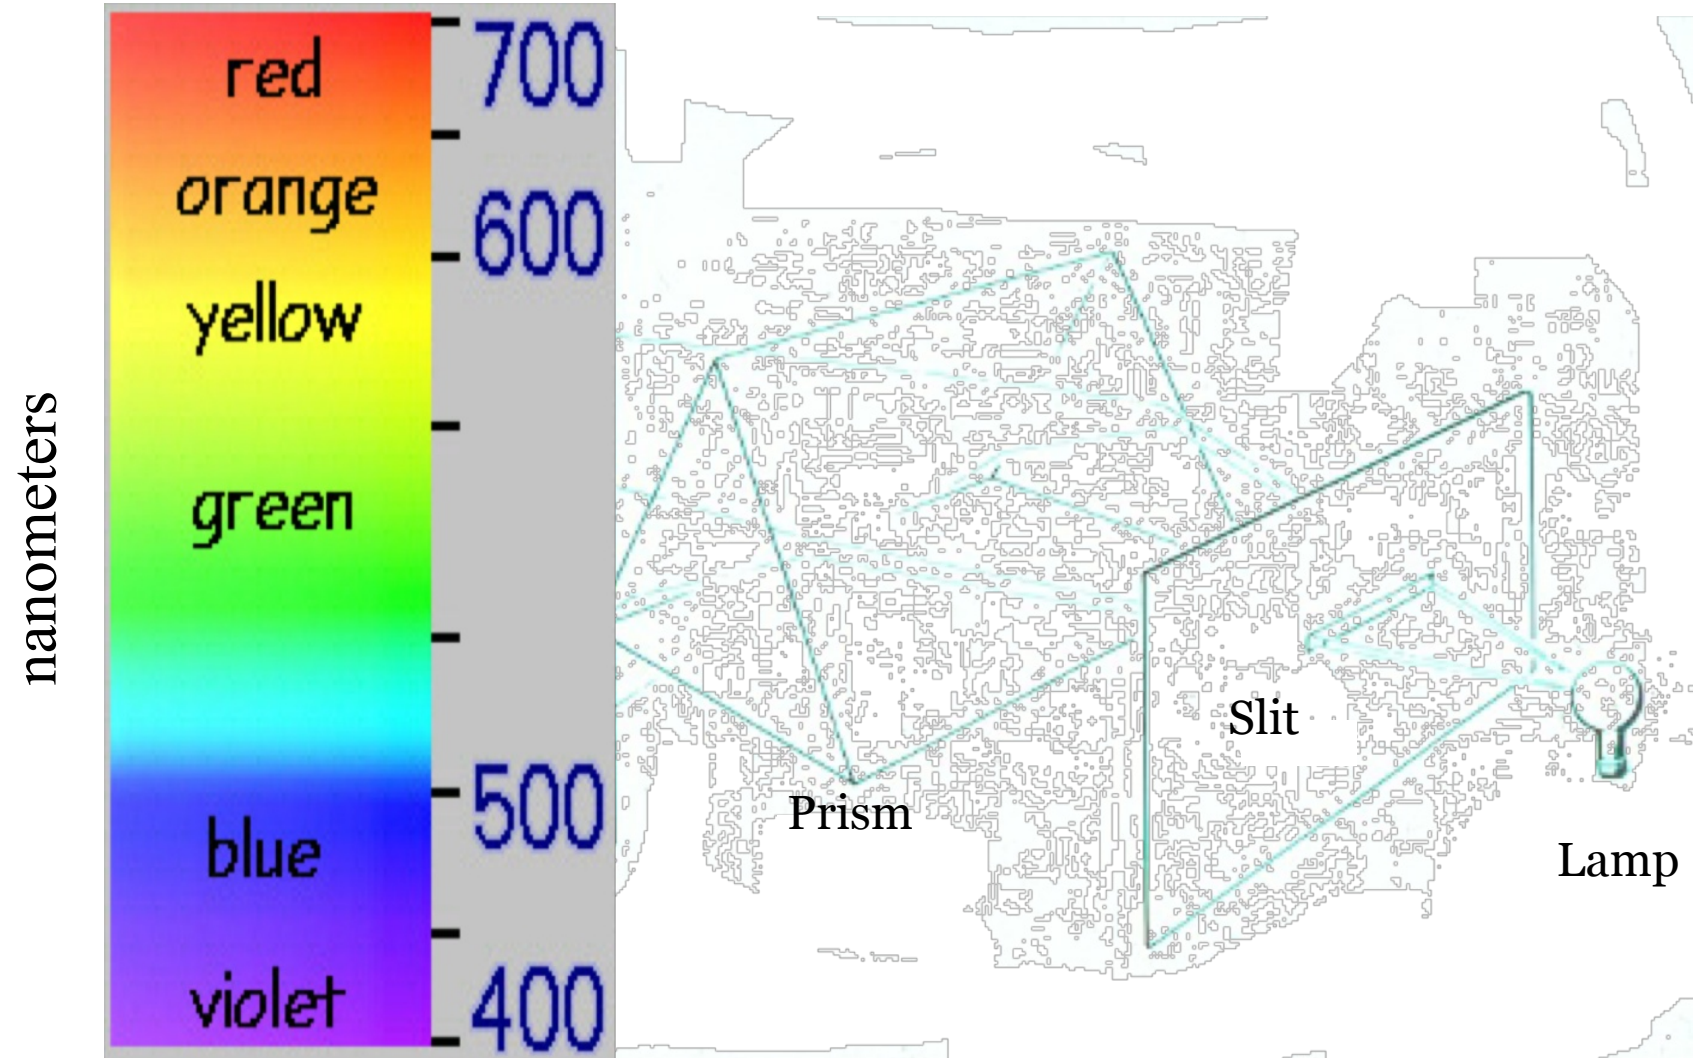 nanometers
red
700
orange
600
yellow
green
500
blue
violet
400
Prism
Slit
Lamp